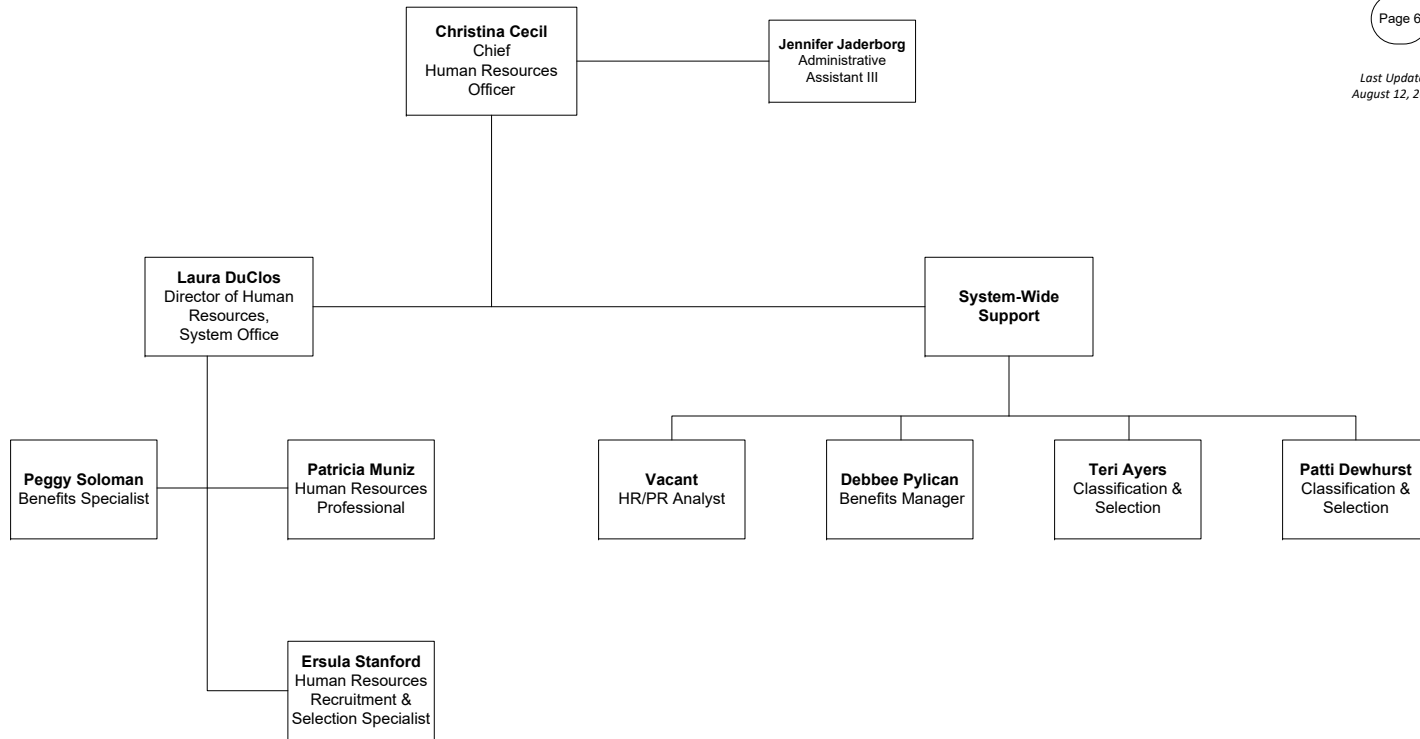 Page 6
Last Update
August 12, 2
Christina Cecil
Chief
Human Resources
Officer
Jennifer Jaderborg
Administrative
Assistant III
Laura DuClos
Director of Human
Resources,
System Office
System-Wide
Support
Peggy Soloman
Benefits Specialist
Patricia Muniz
Human Resources
Professional
Vacant
HR/PR Analyst
Debbee Pylican
Benefits Manager
Teri Ayers
Classification &
Selection
Patti Dewhurst
Classification &
Selection
Ersula Stanford
Human Resources
Recruitment &
Selection Specialist